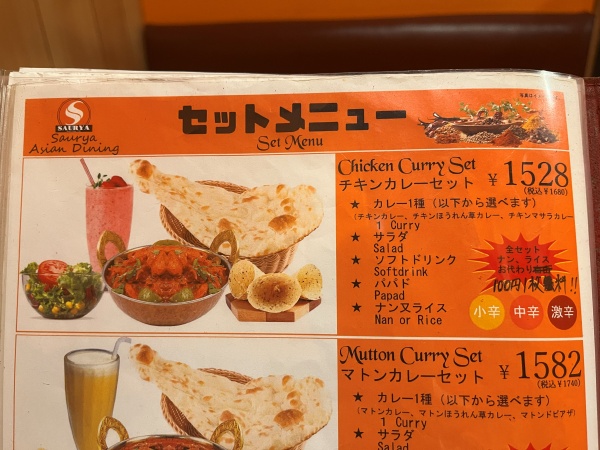 SAURYA
Saurya
Asian Dining
セットメニュー
Set Menu
Chicken Curry Set
チキンカレーセット ¥1528
(税込¥1680)
★ カレー1種（以下から選べます）
(チキンカレー、チキンほうれん草カレー、チキンマサラカレー
1 Curry
★ サラダ
Salad
★ ソフトドリンク
Softdrink
★ パパド
Papad
★ ナン又ライス
Nan or Rice
全セット
ナン、ライス
お代わり
100円/枚!!
小辛 中辛 激辛
Mutton Curry Set
マトンカレーセット ¥1582
(税込¥1740)
★ カレー1種（以下から選べます）
(マトンカレー、マトンほうれん草カレー、マトンドピアザ)
1 Curry
★ サラダ
Salad